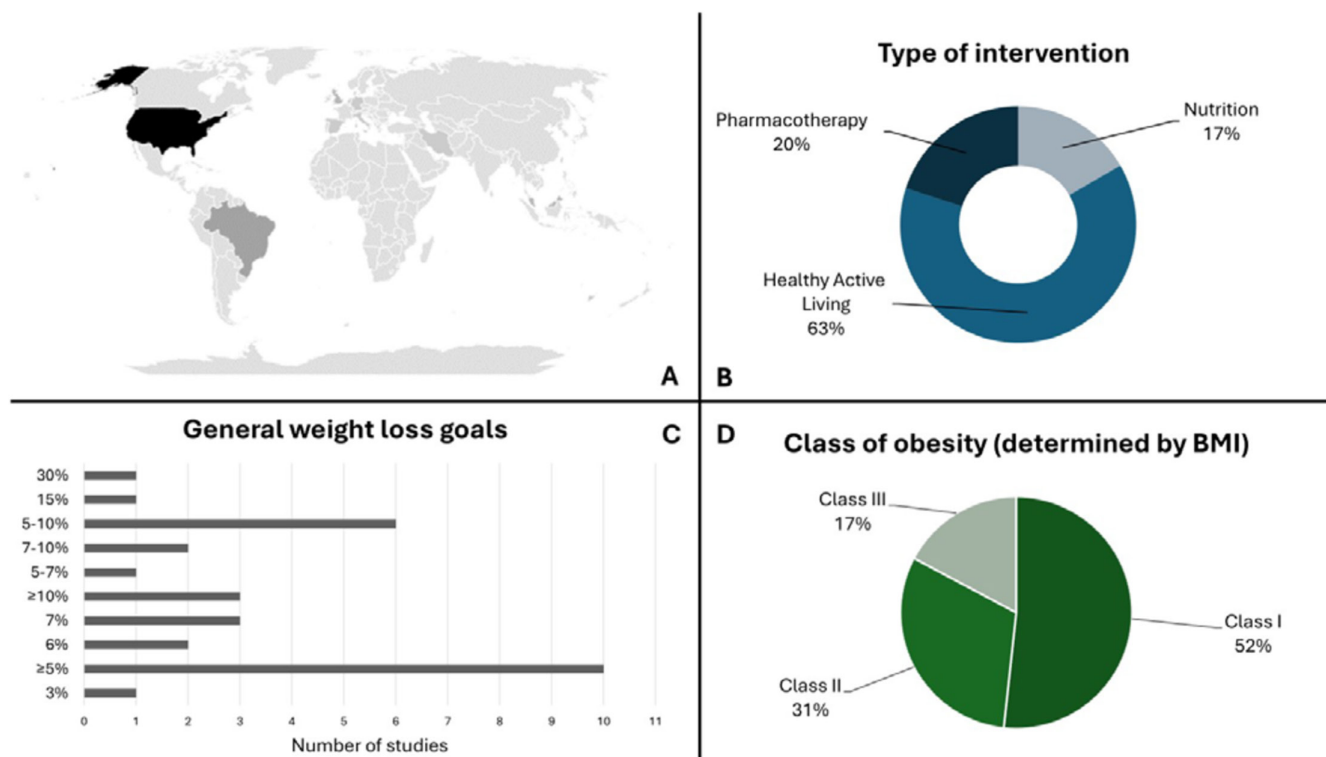 A
Type of intervention
Pharmacotherapy
20%
Nutrition
17%
Healthy Active
Living
63%
B
General weight loss goals
C
30%
15%
5-10%
7-10%
5-7%
≥10%
7%
6%
≥5%
3%
0 1 2 3 4 5 6 7 8 9 10 11
Number of studies
D
Class of obesity (determined by BMI)
Class III
17%
Class I
52%
Class II
31%